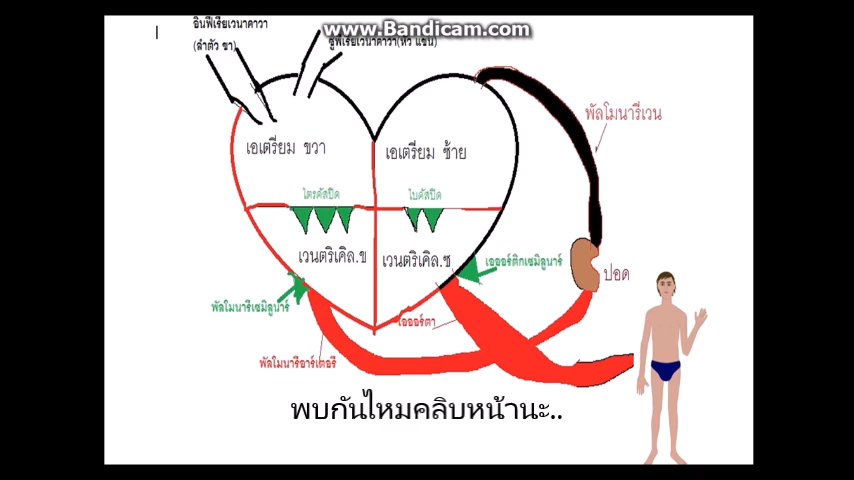 www.Bandicam.com
อินฟีเรียเวนาคาวา
(ลำตัว ขา)
ซูพีเรียเวนาคาวา(หัว แขน)
พัลโมนารีเวน
เอเตรียม ขวา
เอเตรียม ซ้าย
ไตรคัสปิด
ไบคัสปิด
เวนตริเคิล.ข
เวนตริเคิล.ซ
เอออร์ติกเซมิลูนาร์
ปอด
พัลโมนารีเซมิลูนาร์
เอออร์ตา
พัลโมนารีอาร์เตอรี
พบกันไหมคลิบหน้านะ..